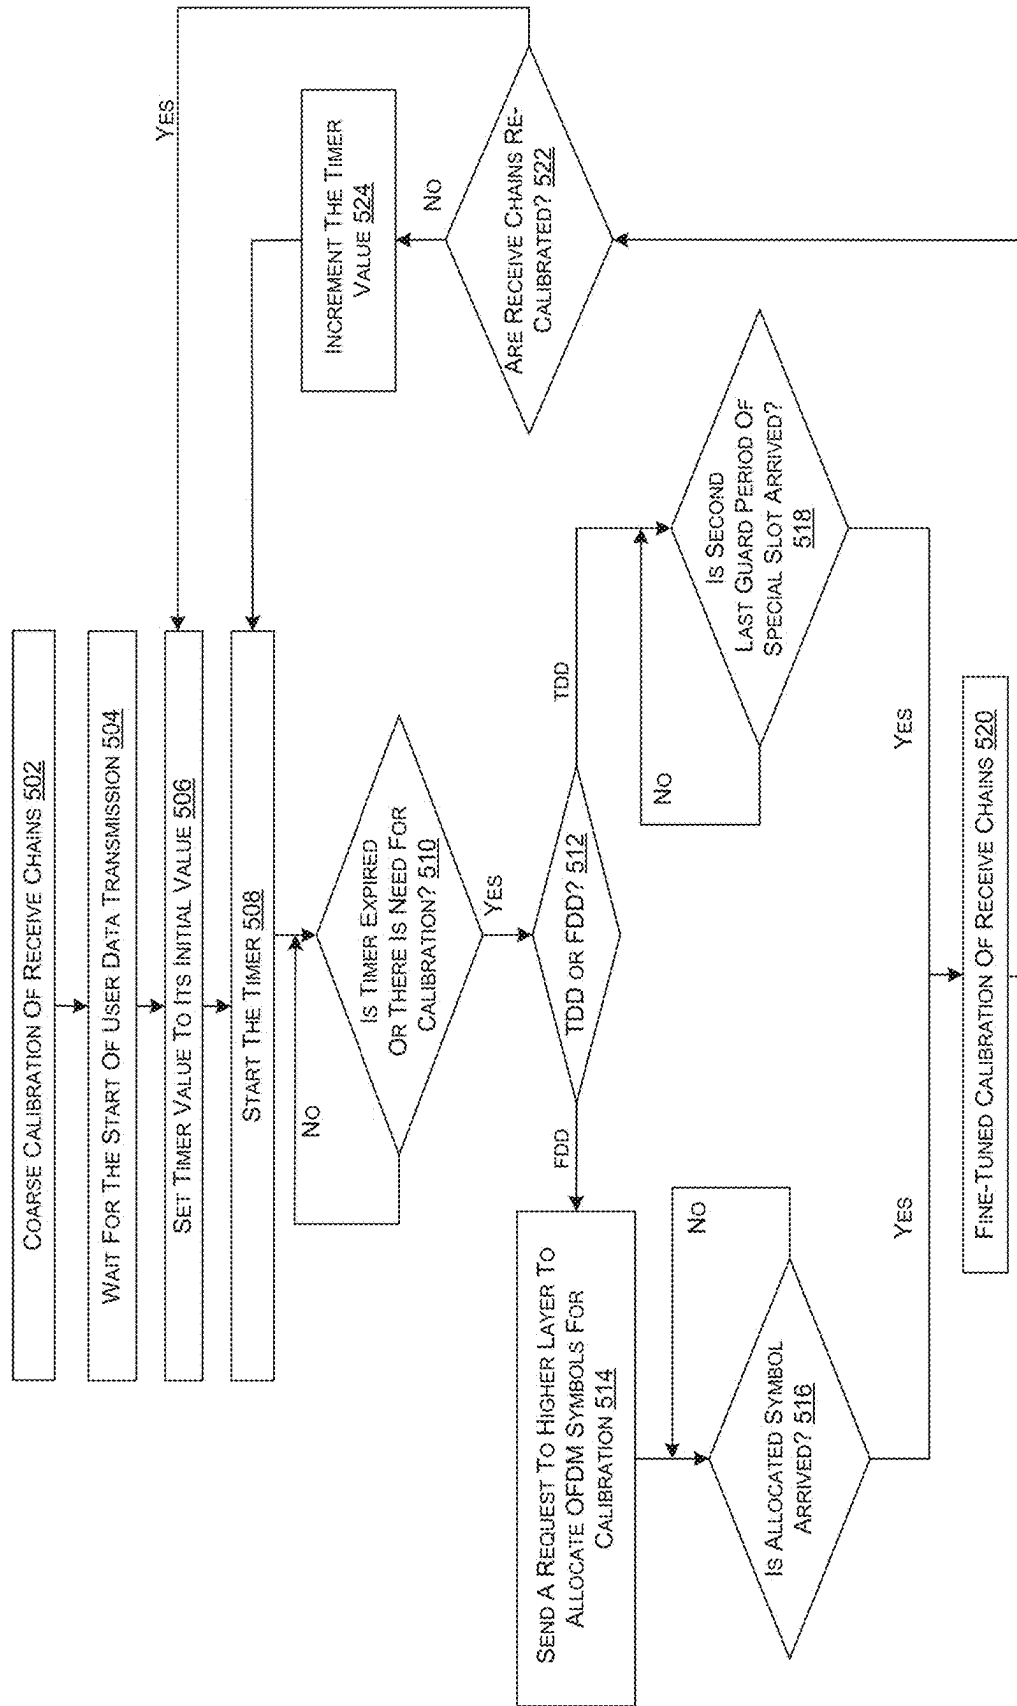 COARSE CALIBRATION OF RECEIVE CHAINS 502
WAIT FOR THE START OF USER DATA TRANSMISSION 504
SET TIMER VALUE TO ITS INITIAL VALUE 506
START THE TIMER 508
IS TIMER EXPIRED
OR THERE IS NEED FOR
CALIBRATION? 510
NO
YES
TDD OR FDD? 512
FDD
TDD
SEND A REQUEST TO HIGHER LAYER TO
ALLOCATE OFDM SYMBOLS FOR
CALIBRATION 514
IS ALLOCATED SYMBOL
ARRIVED? 516
NO
YES
IS SECOND
LAST GUARD PERIOD OF
SPECIAL SLOT ARRIVED?
518
NO
YES
FINE-TUNED CALIBRATION OF RECEIVE CHAINS 520
ARE RECEIVE CHAINS RE-
CALIBRATED? 522
NO
YES
INCREMENT THE TIMER
VALUE 524